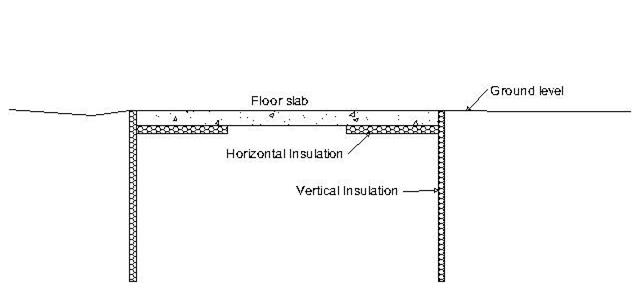 Floor slab
Ground level
Horizontal Insulation
Vertical Insulation